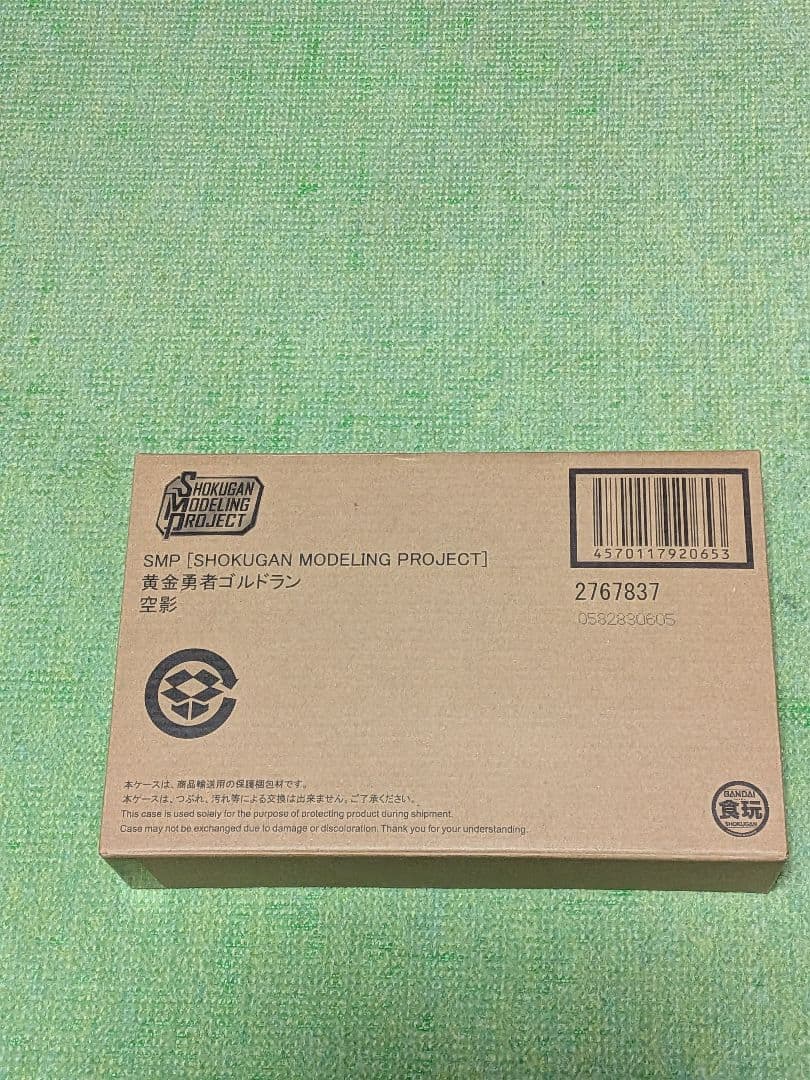 SHOKUGAN
MODELING
PROJECT
SMP [SHOKUGAN MODELING PROJECT]
黄金勇者ゴルドラン
空影
4570117920653
2767837
0582830605
本ケースは、商品輸送用の保護梱包材です。
本ケースは、つぶれ、汚れ等による交換は出来ません。ご了承ください。
This case is used solely for the purpose of protecting product during shipment.
Case may not be exchanged due to damage or discoloration. Thank you for your understanding.
BANDAI
食玩
SHOKUGAN